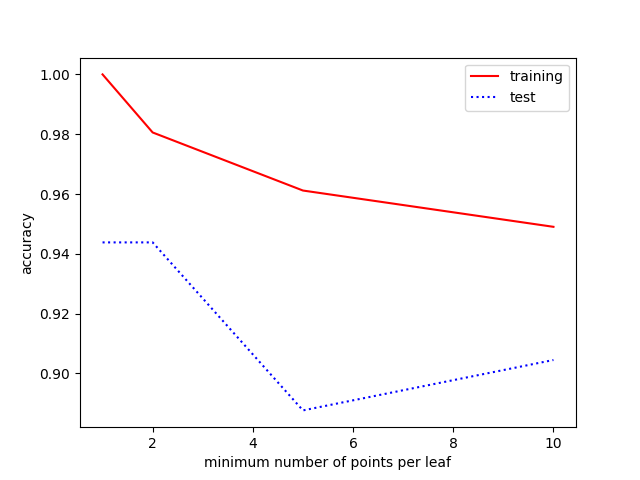 training
test
1.00
0.98
0.96
0.94
0.92
0.90
accuracy
2 4 6 8 10
minimum number of points per leaf